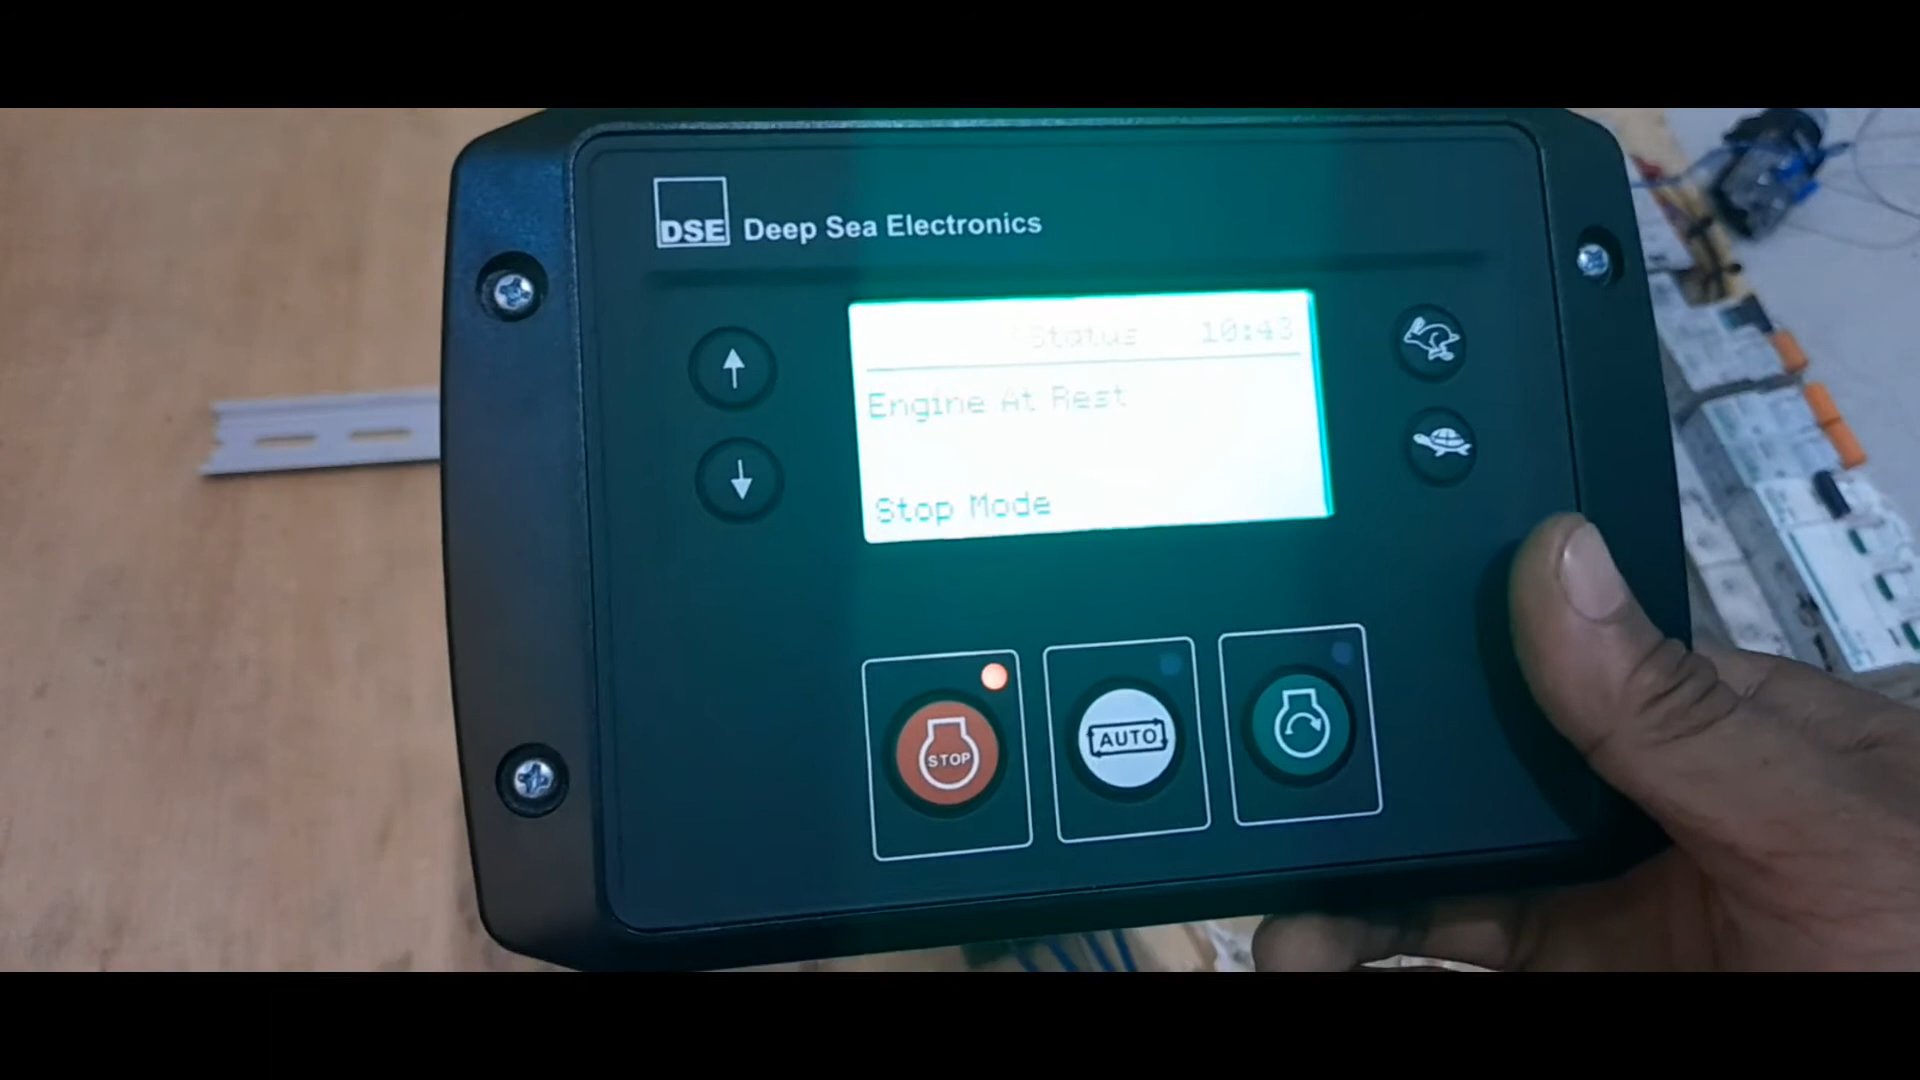 DSE Deep Sea Electronics
Status 10:43
Engine At Rest
Stop Mode
STOP
AUTO